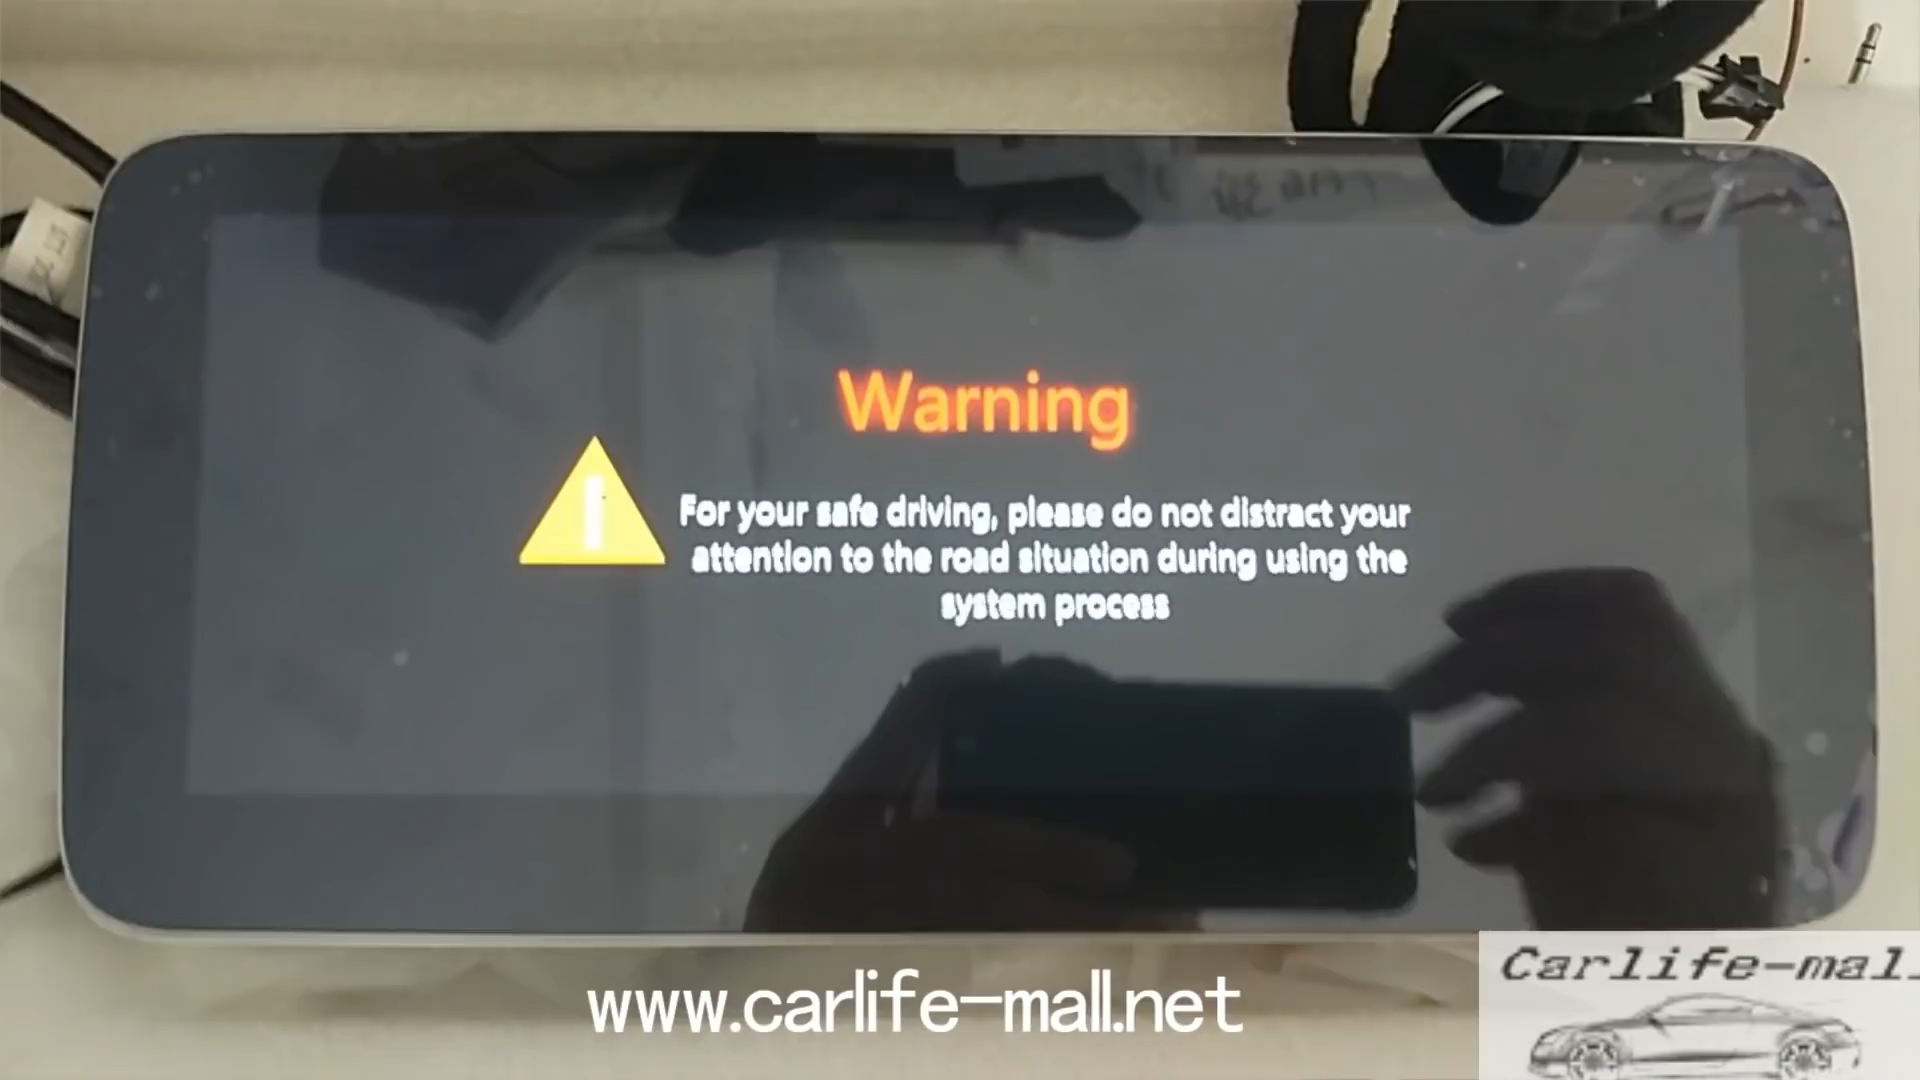 Warning
For your safe driving, please do not distract your
attention to the road situation during using the
system process
www.carlife-mall.net
Carlife-mall